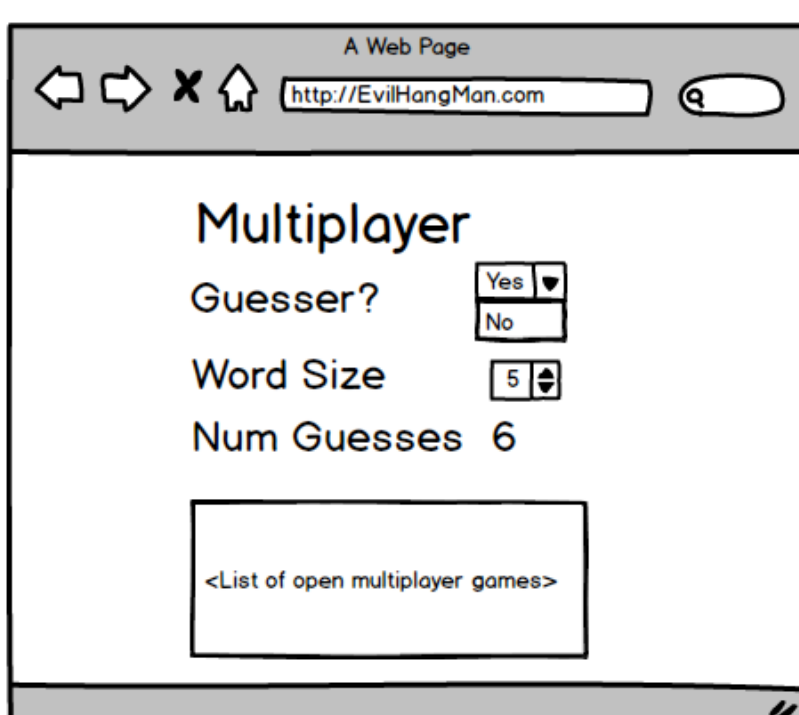 A Web Page
http://EvilHangMan.com
Multiplayer
Guesser? Yes
No
Word Size 5
Num Guesses 6
<List of open multiplayer games>